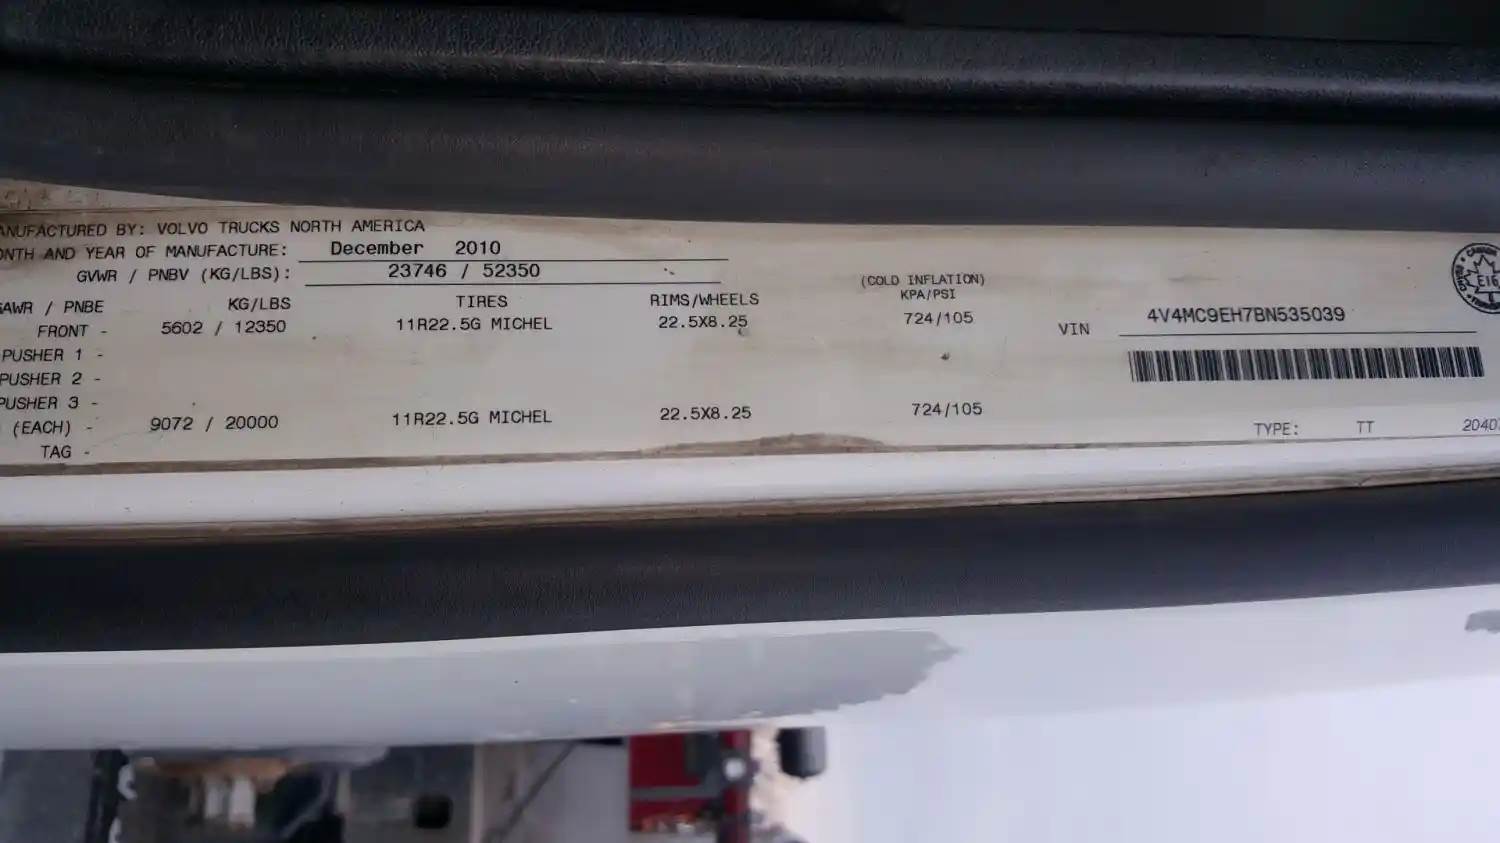 ANUFACTURED BY: VOLVO TRUCKS NORTH AMERICA
ONTH AND YEAR OF MANUFACTURE: December 2010
GVWR / PNBV (KG/LBS): 23746 / 52350
GAWR / PNBE KG/LBS TIRES RIMS/WHEELS (COLD INFLATION) KPA/PSI
FRONT - 5602 / 12350 11R22.5G MICHEL 22.5X8.25 724/105
PUSHER 1 -
PUSHER 2 -
PUSHER 3 -
(EACH) - 9072 / 20000 11R22.5G MICHEL 22.5X8.25 724/105
TAG -
VIN 4V4MC9EH7BN535039
TYPE: TT 2040
E16